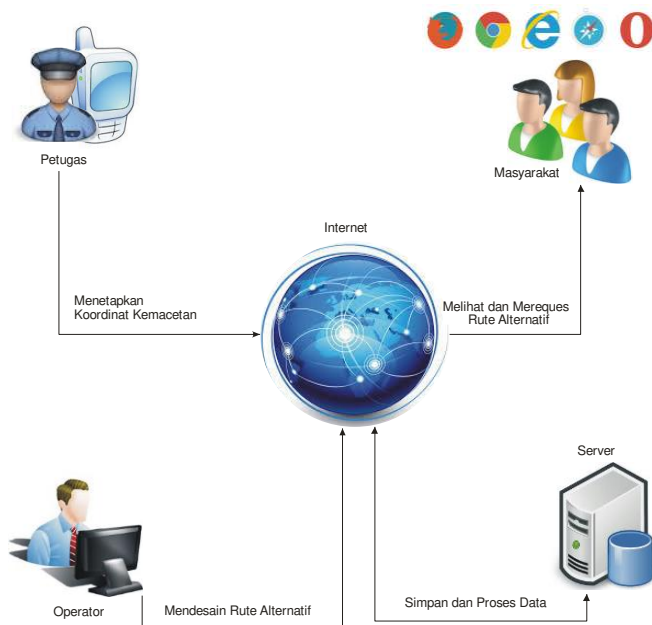 Petugas
Masyarakat
Internet
Menetapkan
Koordinat Kemacetan
Melihat dan Mereques
Rute Alternatif
Server
Operator
Mendesain Rute Alternatif
Simpan dan Proses Data